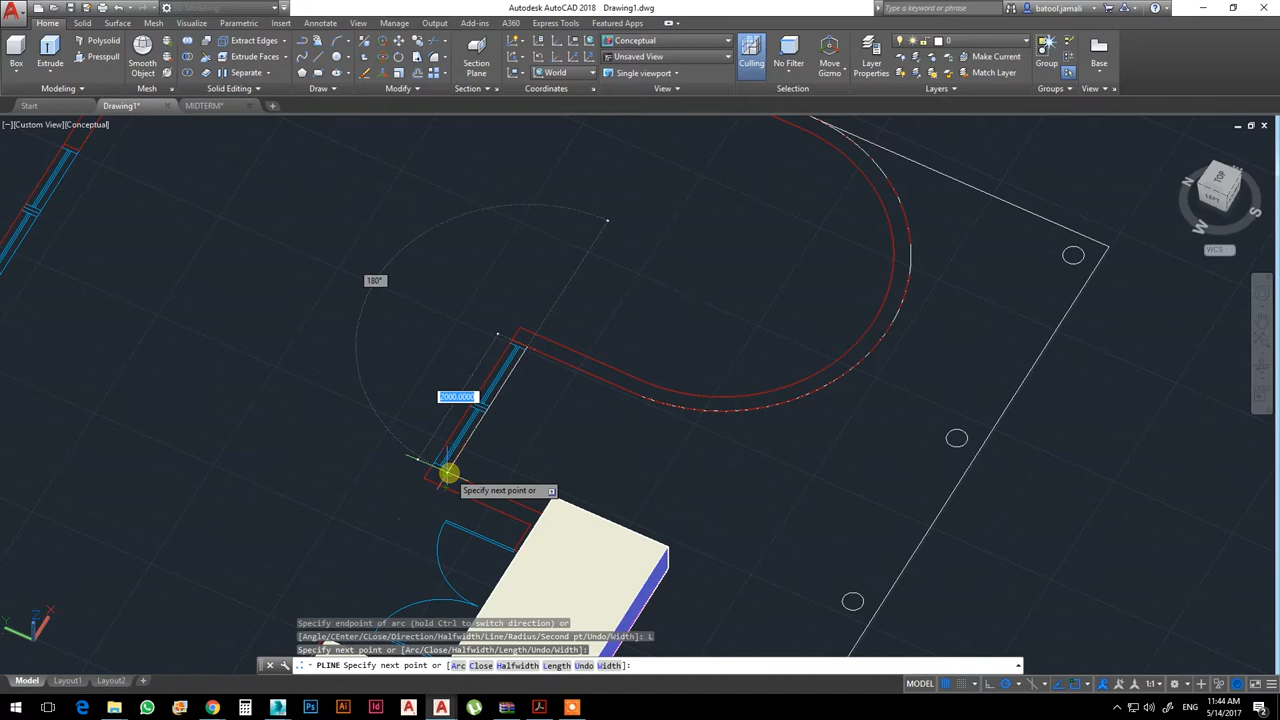 Autodesk AutoCAD 2018 Drawing1.dwg
Type a keyword or phrase
batool.jamali
Home Solid Surface Mesh Visualize Parametric Insert Annotate View Manage Output Add-ins A360 Express Tools Featured Apps
Box
Extrude
Polysolid
Presspull
Smooth
Object
Extract Edges
Extrude Faces
Separate
Section
Plane
World
Conceptual
Unsaved View
Single viewport
Culling
No Filter
Move
Gizmo
Layer
Properties
0
Make Current
Match Layer
Group
Base
Modeling
Mesh
Solid Editing
Draw
Modify
Section
Coordinates
View
Selection
Layers
Groups
View
Start
Drawing1*
MIDTERM*
[−][Custom View][Conceptual]
TOP
LEFT
N
S
W
WCS
180°
2000.0000
Specify next point or
Y
Z
X
Specify endpoint of arc (hold Ctrl to switch direction) or
[Angle/CEnter/CLose/Direction/Halfwidth/Line/Radius/Second pt/Undo/Width]: L
Specify next point or [Arc/Close/Halfwidth/Length/Undo/Width]:
PLINE Specify next point or [Arc Close Halfwidth Length Undo Width]:
Model
Layout1
Layout2
MODEL
1:1
11:44 AM
5/14/2017